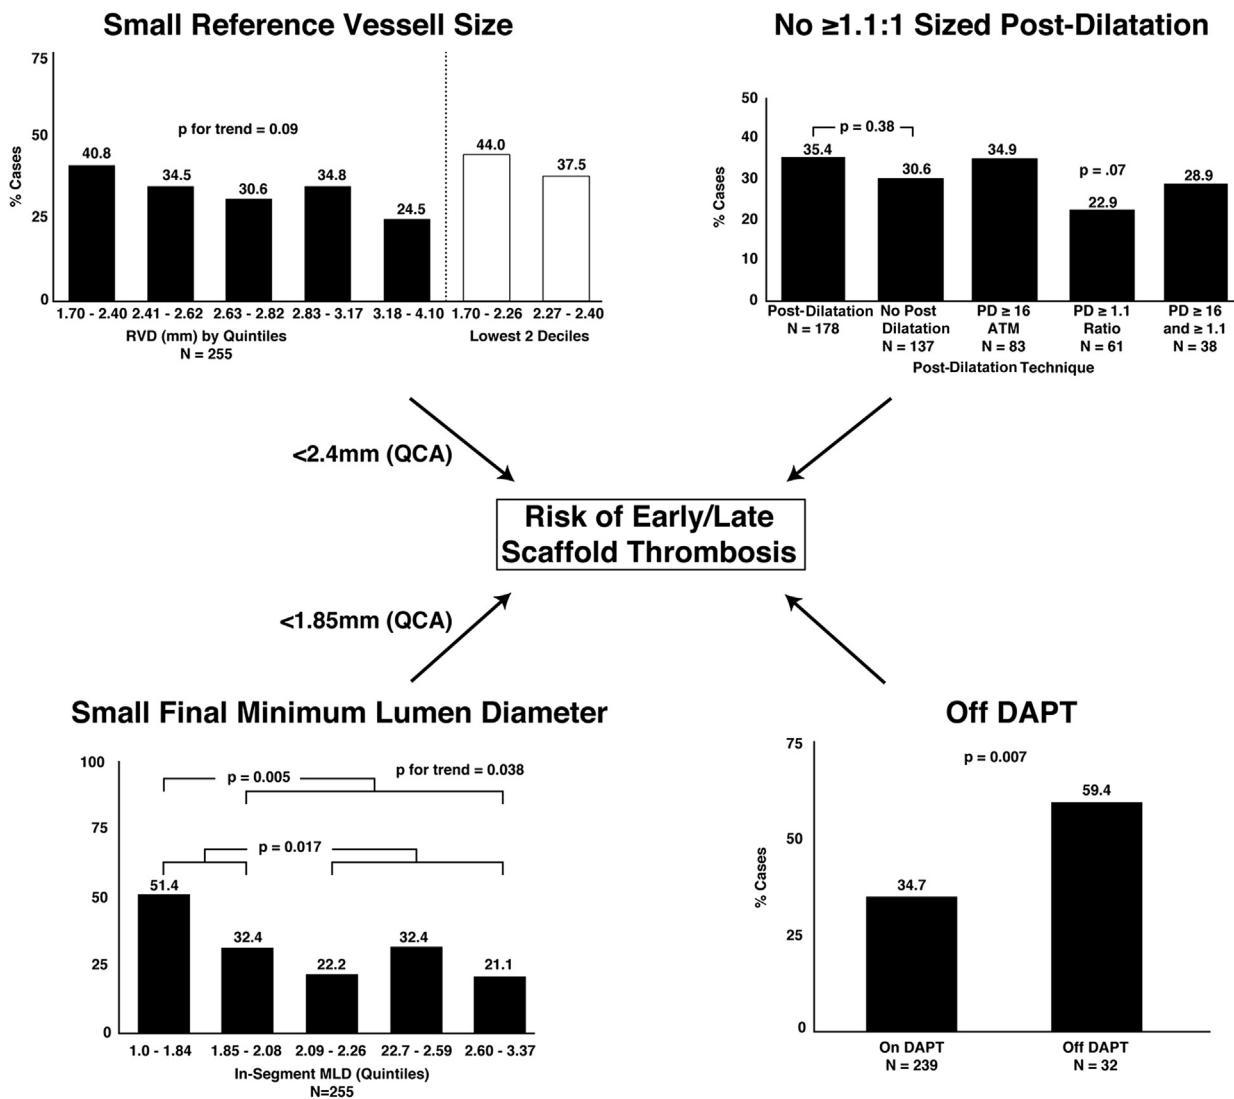 Small Reference Vessell Size
75
50
25
0
% Cases
p for trend = 0.09
40.8
34.5
30.6
34.8
24.5
44.0
37.5
1.70 - 2.40
2.41 - 2.62
2.63 - 2.82
2.83 - 3.17
3.18 - 4.10
1.70 - 2.26
2.27 - 2.40
RVD (mm) by Quintiles
N = 255
Lowest 2 Deciles
No ≥1.1:1 Sized Post-Dilatation
50
40
30
20
10
0
% Cases
p = 0.38
35.4
30.6
34.9
p = .07
22.9
28.9
Post-Dilatation
N = 178
No Post
Dilatation
N = 137
PD ≥ 16
ATM
N = 83
PD ≥ 1.1
Ratio
N = 61
PD ≥ 16
and ≥ 1.1
N = 38
Post-Dilatation Technique
<2.4mm (QCA)
Risk of Early/Late
Scaffold Thrombosis
<1.85mm (QCA)
Small Final Minimum Lumen Diameter
100
75
50
25
0
p = 0.005
p for trend = 0.038
p = 0.017
51.4
32.4
22.2
32.4
21.1
1.0 - 1.84
1.85 - 2.08
2.09 - 2.26
22.7 - 2.59
2.60 - 3.37
In-Segment MLD (Quintiles)
N=255
Off DAPT
75
50
25
0
% Cases
p = 0.007
34.7
59.4
On DAPT
N = 239
Off DAPT
N = 32